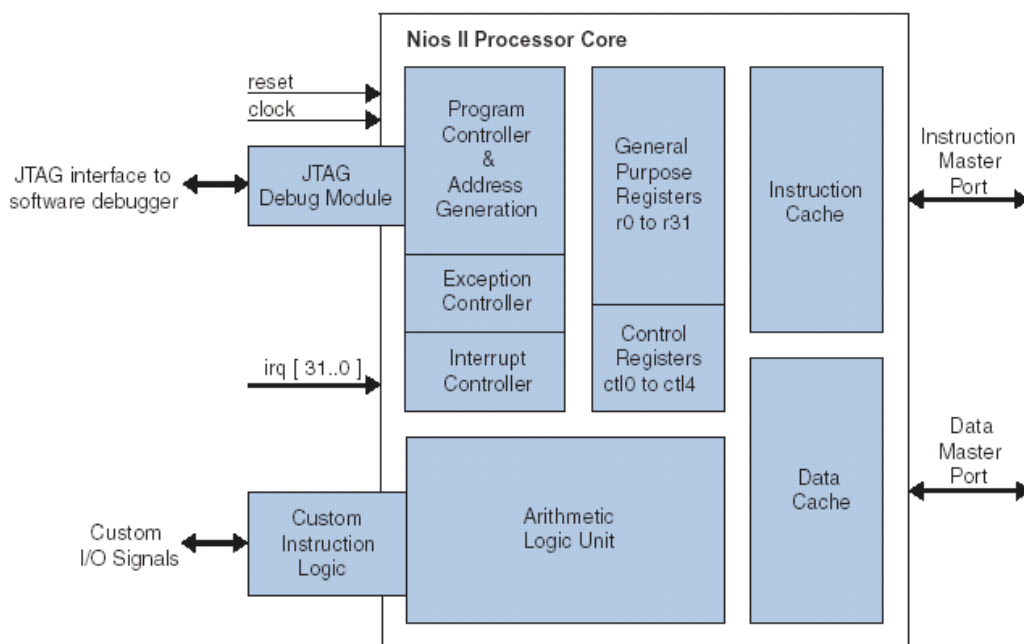 Nios II Processor Core
reset
clock
JTAG interface to
software debugger
JTAG
Debug Module
Program
Controller
&
Address
Generation
Exception
Controller
Interrupt
Controller
irq [ 31..0 ]
General
Purpose
Registers
r0 to r31
Control
Registers
ctl0 to ctl4
Instruction
Cache
Instruction
Master
Port
Data
Cache
Data
Master
Port
Custom
I/O Signals
Custom
Instruction
Logic
Arithmetic
Logic Unit